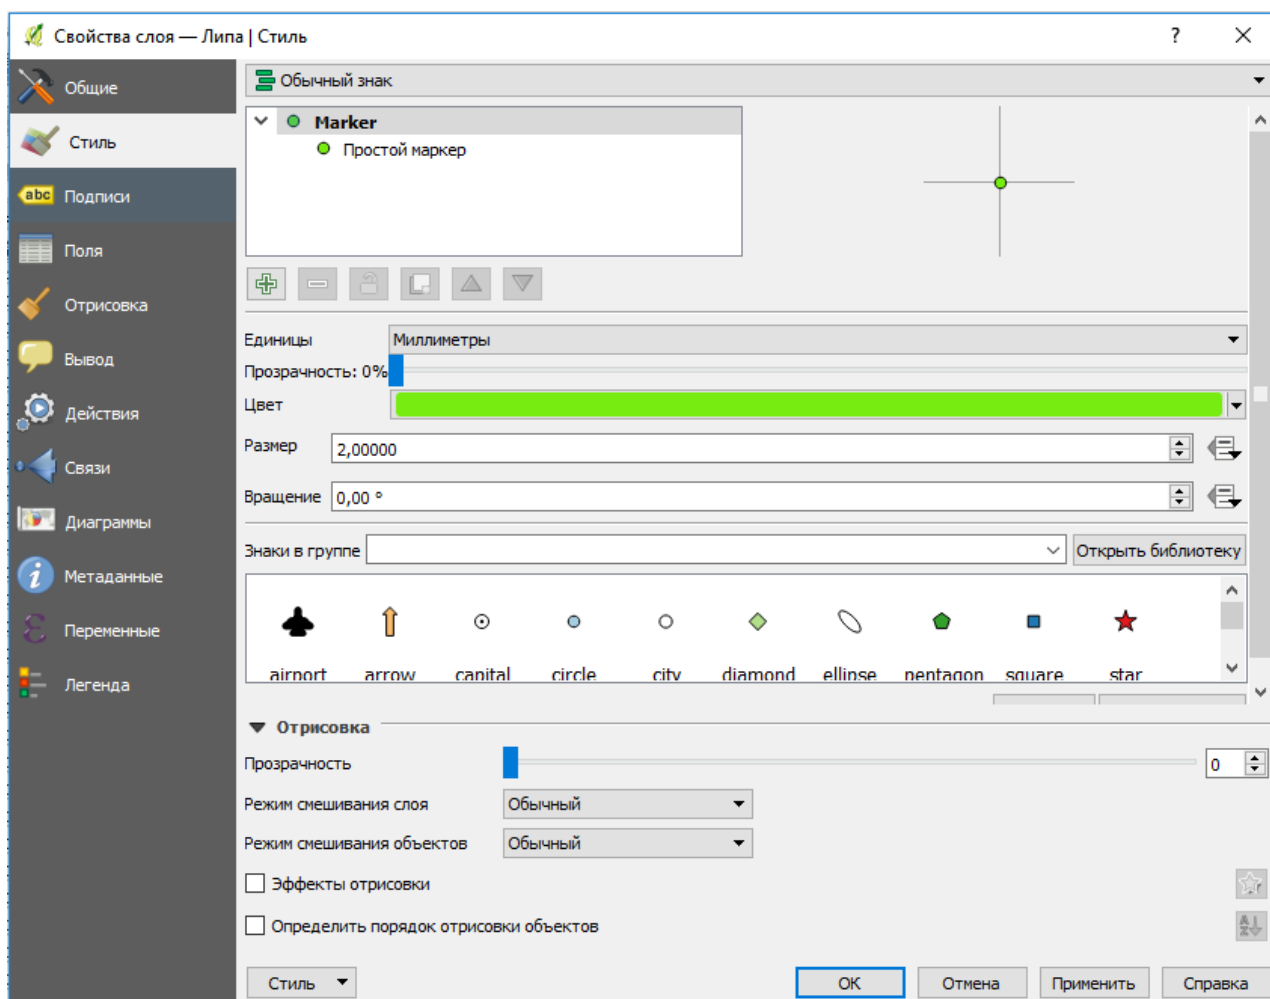 Свойства слоя — Липа | Стиль
?
Общие
Стиль
abc Подписи
Поля
Отрисовка
Вывод
Действия
Связи
Диаграммы
Метаданные
Переменные
Легенда
Обычный знак
Marker
Простой маркер
Единицы Миллиметры
Прозрачность: 0%
Цвет
Размер 2,00000
Вращение 0,00 °
Знаки в группе Открыть библиотеку
airport arrow capital circle city diamond ellipse pentagon square star
Отрисовка
Прозрачность 0
Режим смешивания слоя Обычный
Режим смешивания объектов Обычный
Эффекты отрисовки
Определить порядок отрисовки объектов
Стиль ОК Отмена Применить Справка